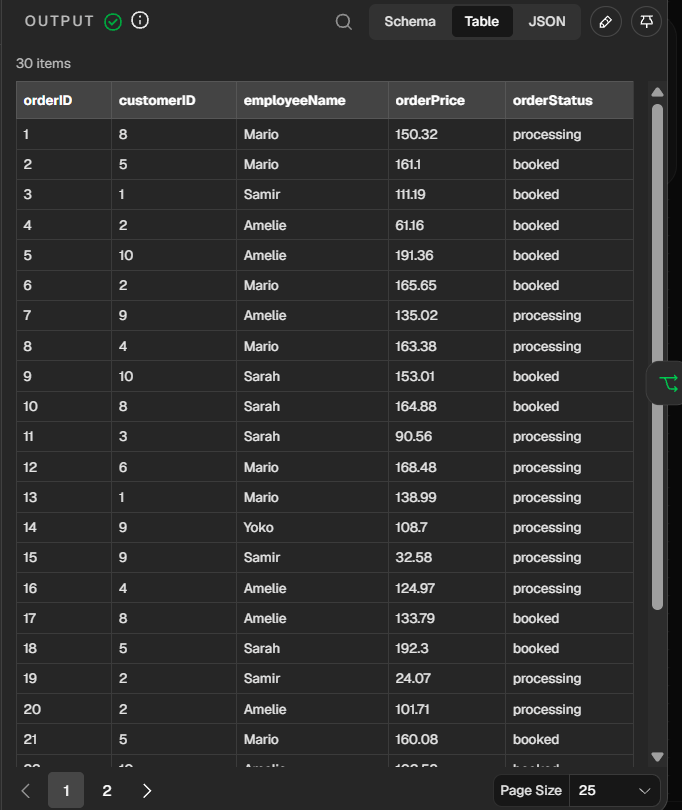 OUTPUT Schema Table JSON
30 items
orderID customerID employeeName orderPrice orderStatus
1 8 Mario 150.32 processing
2 5 Mario 161.1 booked
3 1 Samir 111.19 booked
4 2 Amelie 61.16 booked
5 10 Amelie 191.36 booked
6 2 Mario 165.65 booked
7 9 Amelie 135.02 processing
8 4 Mario 163.38 processing
9 10 Sarah 153.01 booked
10 8 Sarah 164.88 booked
11 3 Sarah 90.56 processing
12 6 Mario 168.48 processing
13 1 Mario 138.99 processing
14 9 Yoko 108.7 processing
15 9 Samir 32.58 processing
16 4 Amelie 124.97 processing
17 8 Amelie 133.79 booked
18 5 Sarah 192.3 booked
19 2 Samir 24.07 processing
20 2 Amelie 101.71 processing
21 5 Mario 160.08 booked
1 2 Page Size 25